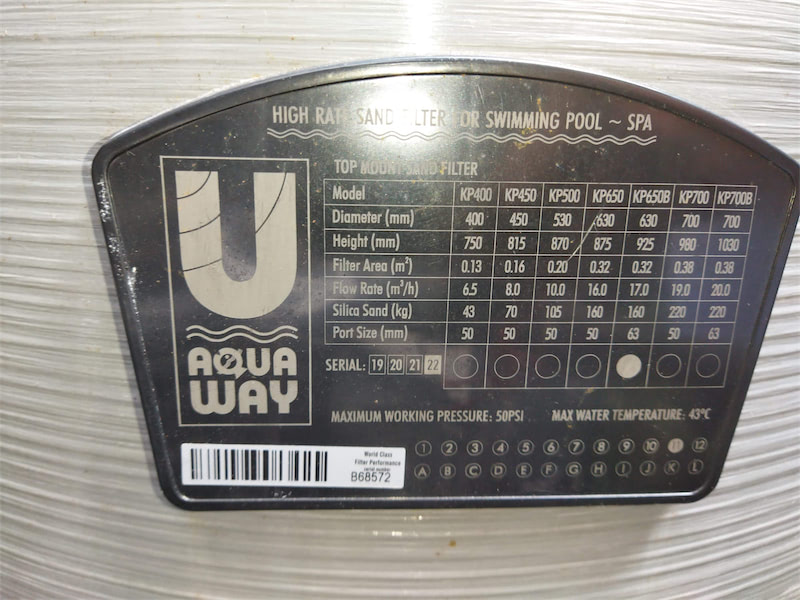 HIGH RATE SAND FILTER FOR SWIMMING POOL ~ SPA
TOP MOUNT SAND FILTER
Model KP400 KP450 KP500 KP650 KP650B KP700 KP700B
Diameter (mm) 400 450 530 630 630 700 700
Height (mm) 750 815 870 875 925 980 1030
Filter Area (m²) 0.13 0.16 0.20 0.32 0.32 0.38 0.38
Flow Rate (m³/h) 6.5 8.0 10.0 16.0 17.0 19.0 20.0
Silica Sand (kg) 43 70 105 160 160 220 220
Port Size (mm) 50 50 50 50 63 50 63
SERIAL: 19 20 21 22
U
AQUA
WAY
MAXIMUM WORKING PRESSURE: 50PSI MAX WATER TEMPERATURE: 43°C
1 2 3 4 5 6 7 8 9 10 11 12
A B C D E F G H I J K L
World Class
Filter Performance
serial number
B68572